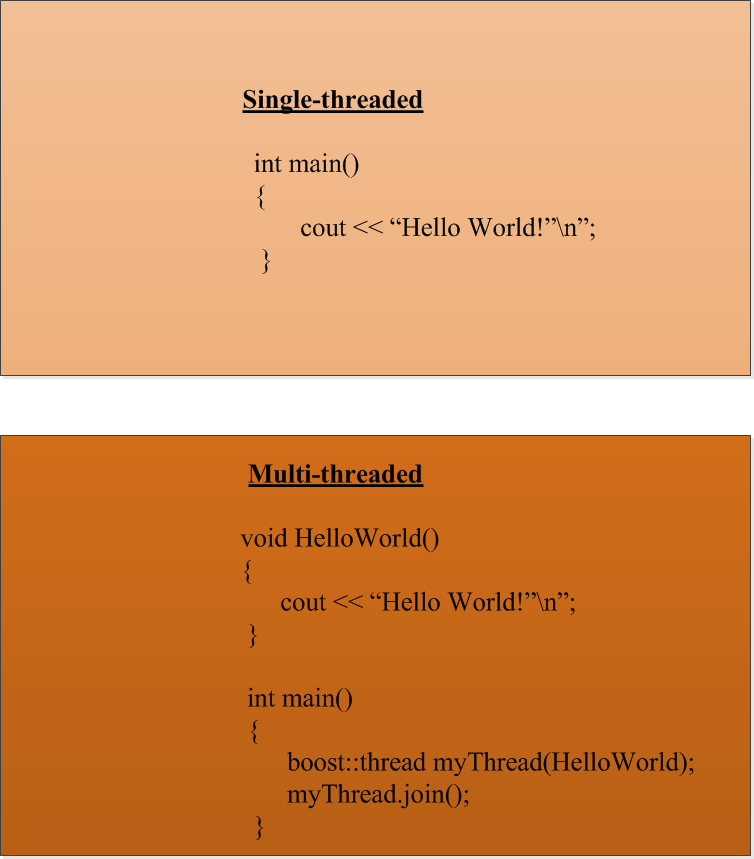 Single-threaded
int main()
{
cout << “Hello World!”\n”;
}
Multi-threaded
void HelloWorld()
{
cout << “Hello World!”\n”;
}
int main()
{
boost::thread myThread(HelloWorld);
myThread.join();
}